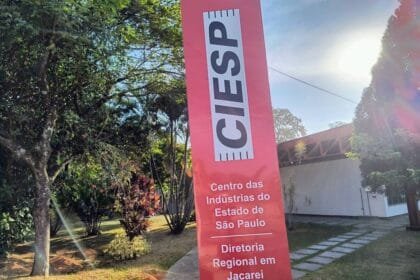 CIESP
Centro das
Indústrias do
Estado de
São Paulo
Diretoria
Regional em
Jacareí